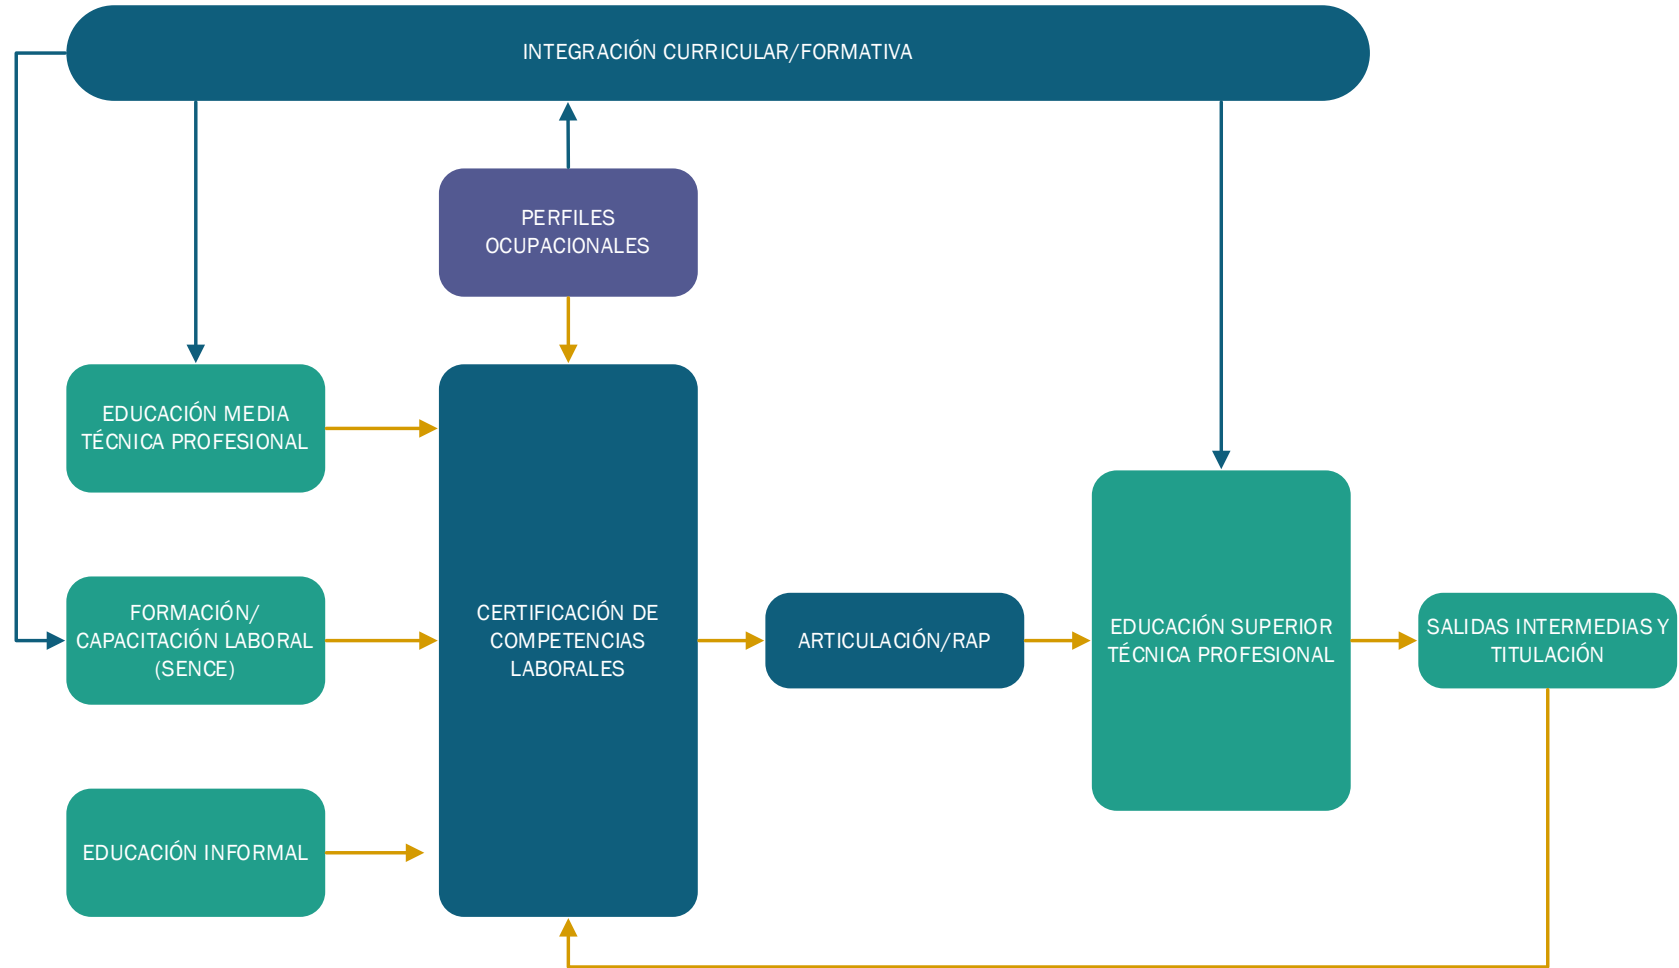 INTEGRACIÓN CURRICULAR/FORMATIVA
PERFILES
OCUPACIONALES
EDUCACIÓN MEDIA
TÉCNICA PROFESIONAL
FORMACIÓN/
CAPACITACIÓN LABORAL
(SENCE)
EDUCACIÓN INFORMAL
CERTIFICACIÓN DE
COMPETENCIAS
LABORALES
ARTICULACIÓN/RAP
EDUCACIÓN SUPERIOR
TÉCNICA PROFESIONAL
SALIDAS INTERMEDIAS Y
TITULACIÓN